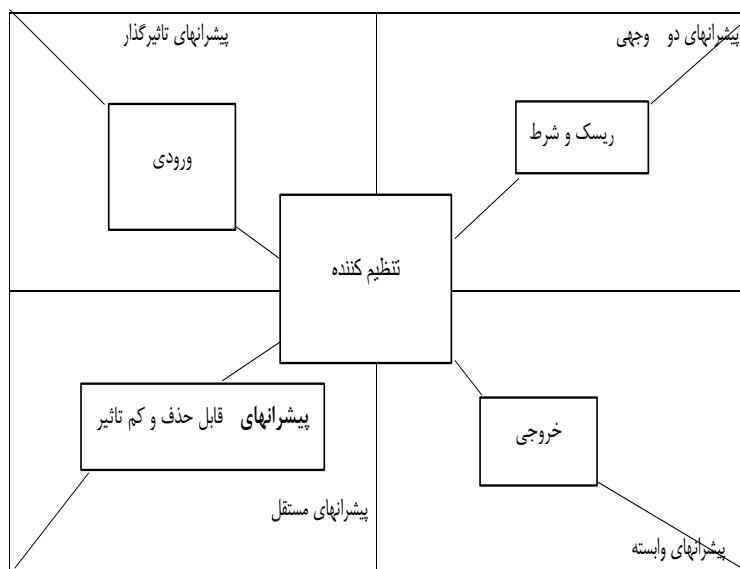 پیشرانهای دو وجهی
پیشرانهای تاثیرگذار
ریسک و شرط
ورودی
تنظیم کننده
پیشرانهای قابل حذف و کم تاثیر
خروجی
پیشرانهای مستقل
پیشرانهای وابسته